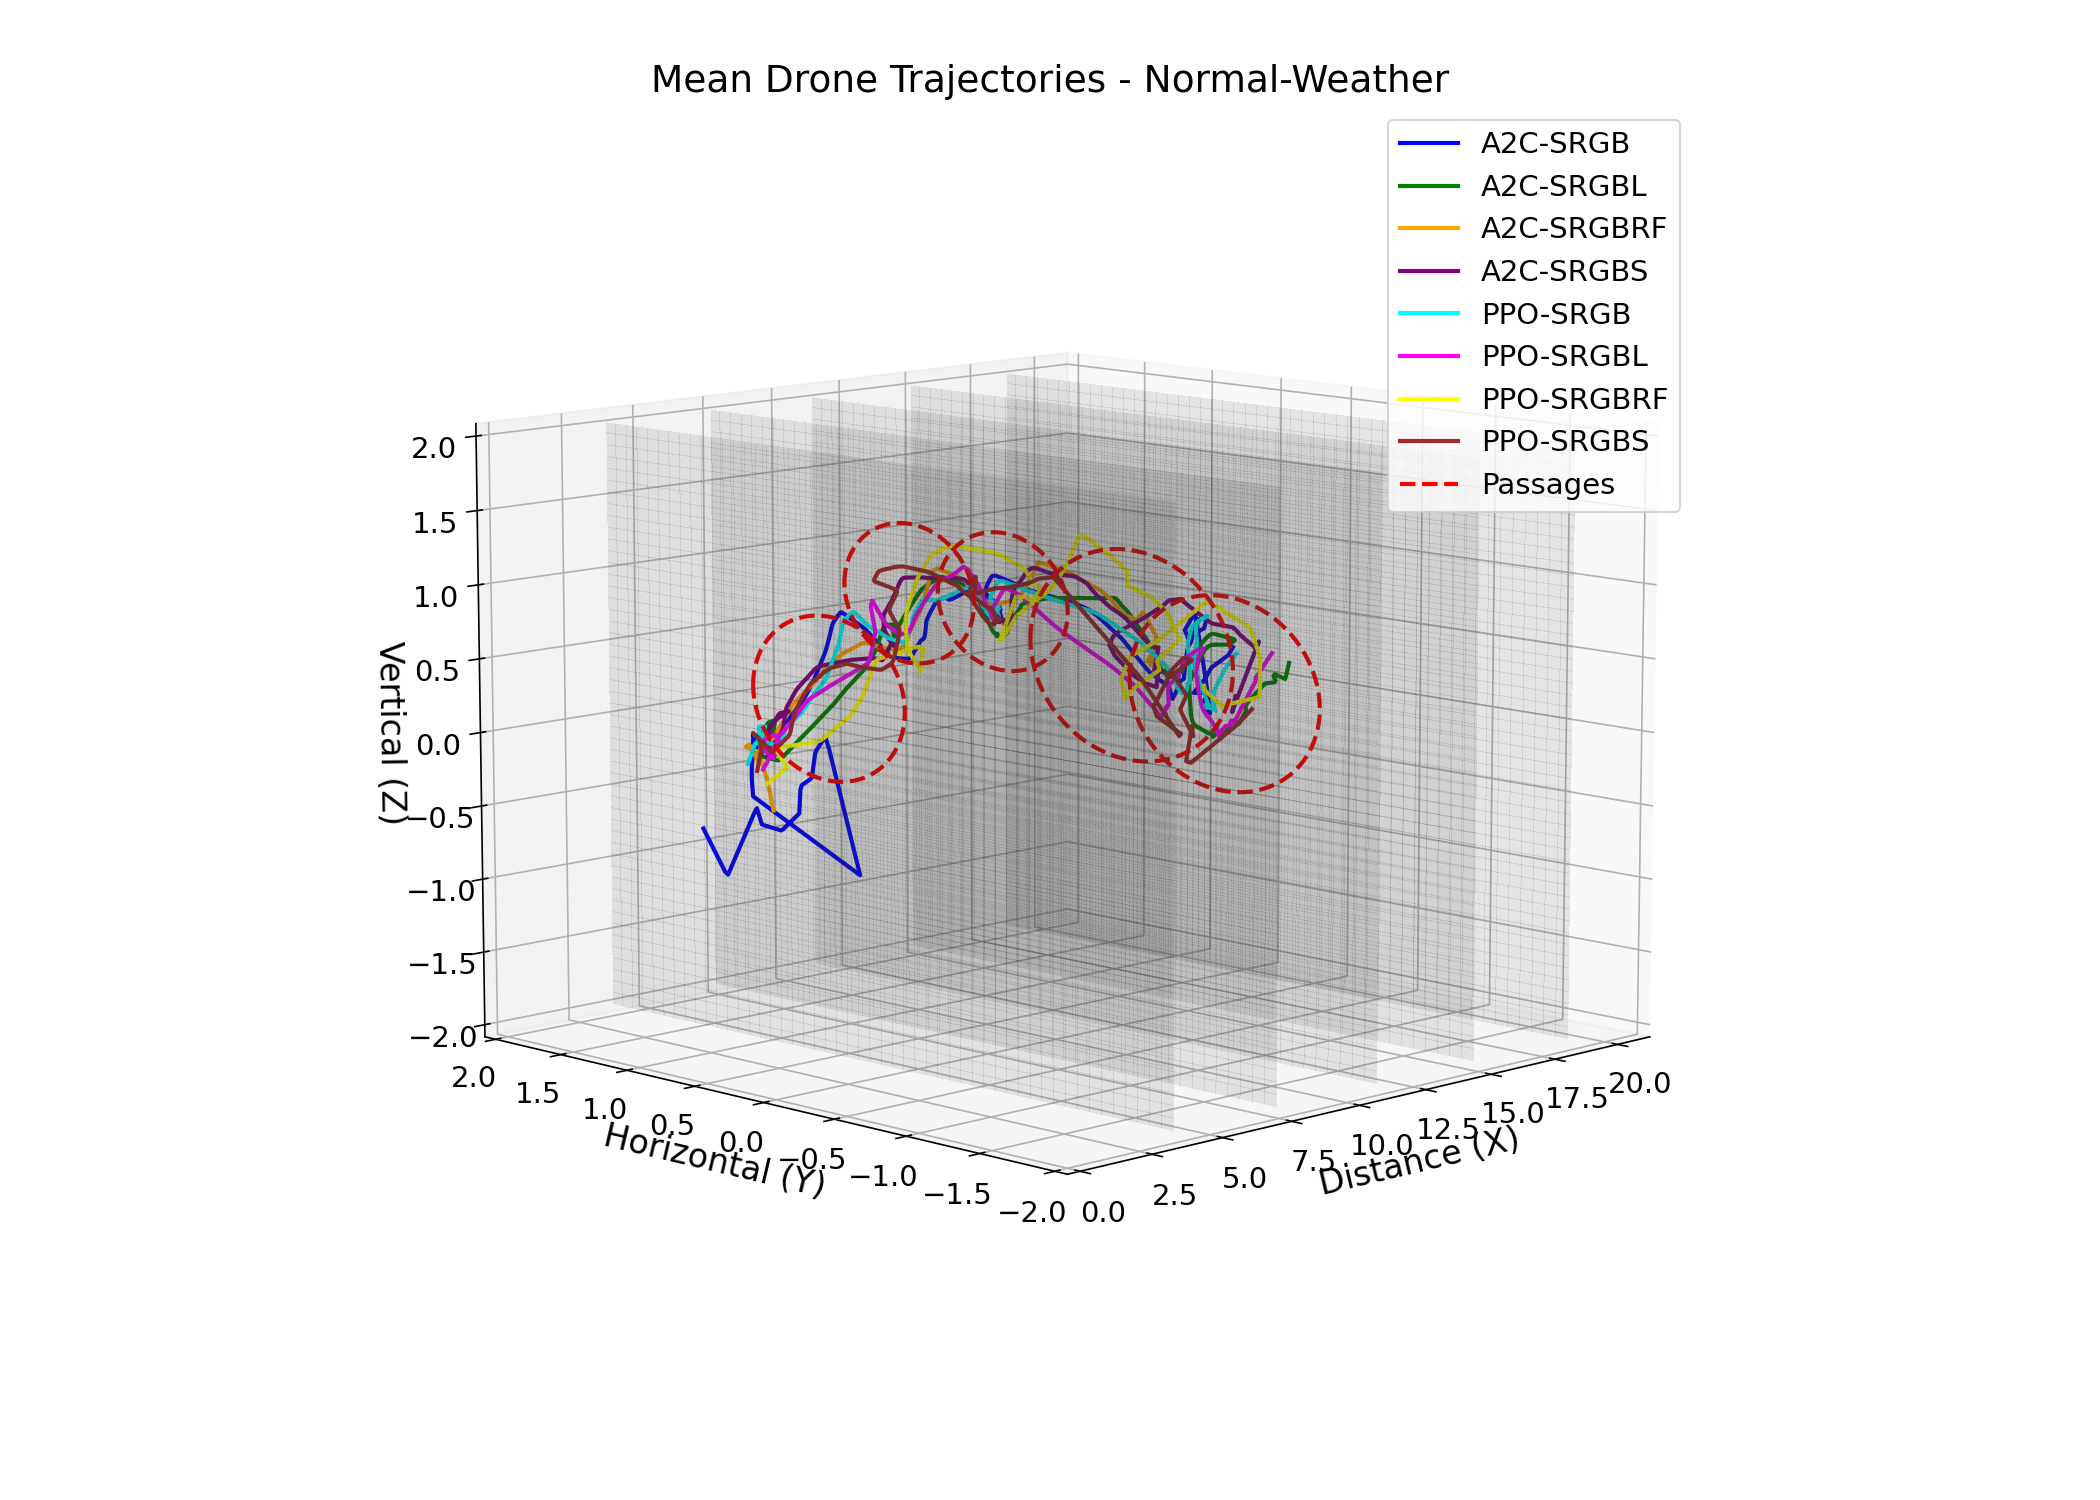 Mean Drone Trajectories - Normal-Weather
A2C-SRGB
A2C-SRGBL
A2C-SRGBRF
A2C-SRGBS
PPO-SRGB
PPO-SRGBL
PPO-SRGBRF
PPO-SRGBS
Passages
2.0
1.5
1.0
0.5
0.0
−0.5
−1.0
−1.5
−2.0
Vertical (Z)
2.0
1.5
1.0
0.5
0.0
−0.5
−1.0
−1.5
−2.0
Horizontal (Y)
0.0
2.5
5.0
7.5
10.0
12.5
15.0
17.5
20.0
Distance (X)